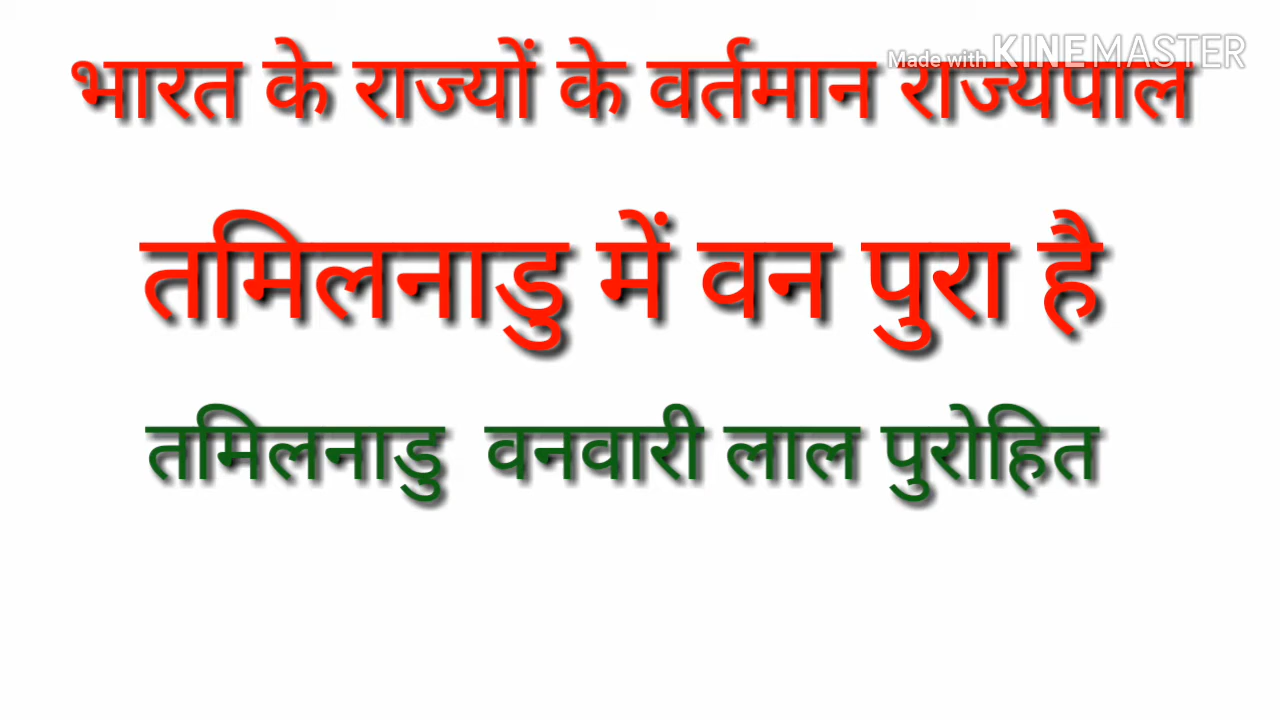 Made with KINEMASTER
भारत के राज्यों के वर्तमान राज्यपाल
तमिलनाडु में वन पुरा है
तमिलनाडु वनवारी लाल पुरोहित